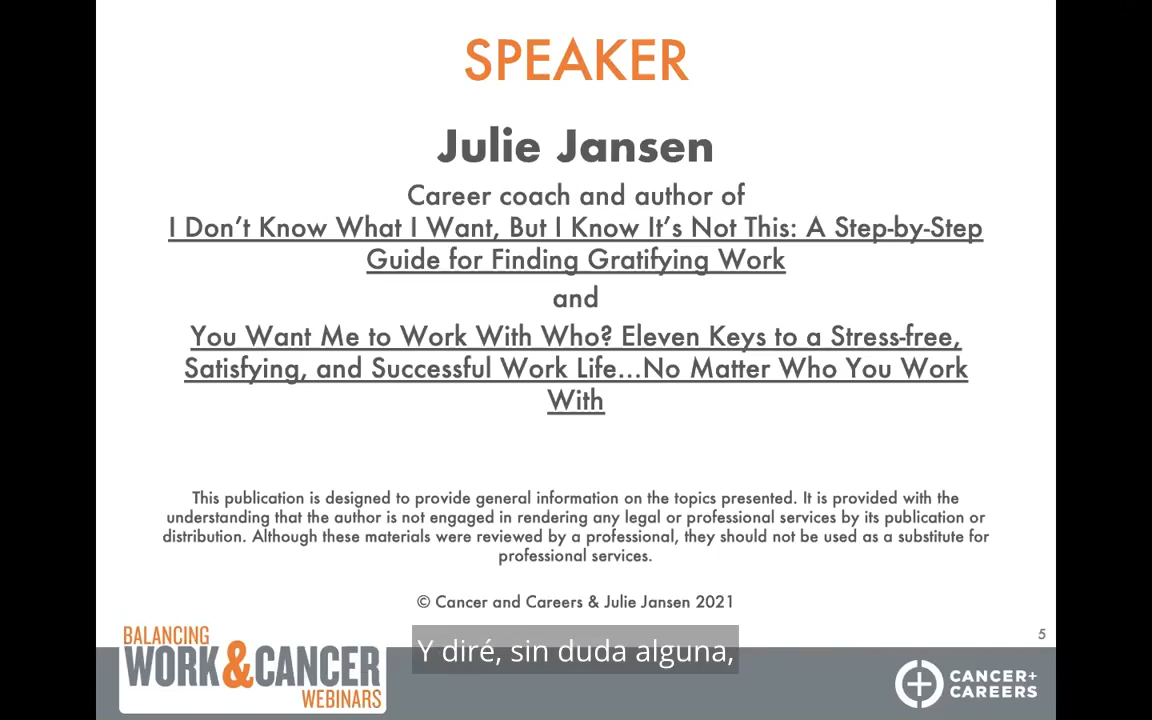 SPEAKER
Julie Jansen
Career coach and author of
I Don’t Know What I Want, But I Know It’s Not This: A Step-by-Step
Guide for Finding Gratifying Work
and
You Want Me to Work With Who? Eleven Keys to a Stress-free,
Satisfying, and Successful Work Life...No Matter Who You Work
With
This publication is designed to provide general information on the topics presented. It is provided with the
understanding that the author is not engaged in rendering any legal or professional services by its publication or
distribution. Although these materials were reviewed by a professional, they should not be used as a substitute for
professional services.
© Cancer and Careers & Julie Jansen 2021
5
BALANCING
WORK&CANCER
WEBINARS
Y diré, sin duda alguna,
CANCER+
CAREERS